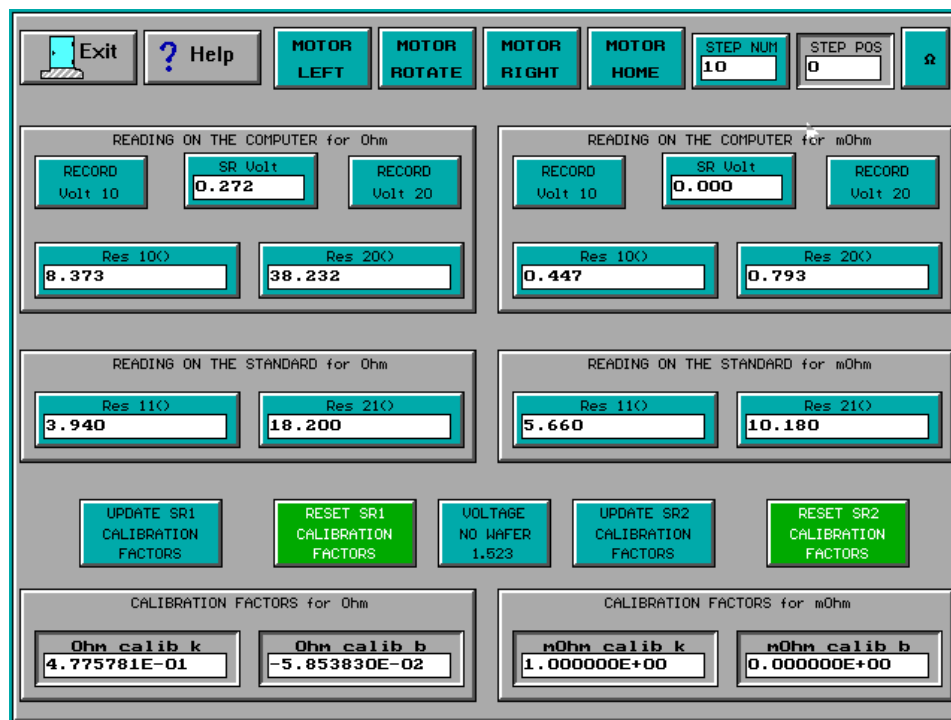 Exit
? Help
MOTOR LEFT
MOTOR ROTATE
MOTOR RIGHT
MOTOR HOME
STEP NUM
10
STEP POS
0
Ω
READING ON THE COMPUTER for Ohm
RECORD Volt 10
SR Volt
0.272
RECORD Volt 20
Res 10()
8.373
Res 20()
38.232
READING ON THE COMPUTER for mOhm
RECORD Volt 10
SR Volt
0.000
RECORD Volt 20
Res 10()
0.447
Res 20()
0.793
READING ON THE STANDARD for Ohm
Res 11()
3.940
Res 21()
18.200
READING ON THE STANDARD for mOhm
Res 11()
5.660
Res 21()
10.180
UPDATE SR1
CALIBRATION
FACTORS
RESET SR1
CALIBRATION
FACTORS
VOLTAGE
NO WAFER
1.523
UPDATE SR2
CALIBRATION
FACTORS
RESET SR2
CALIBRATION
FACTORS
CALIBRATION FACTORS for Ohm
Ohm calib k
4.775781E-01
Ohm calib b
-5.853830E-02
CALIBRATION FACTORS for mOhm
mOhm calib k
1.000000E+00
mOhm calib b
0.000000E+00